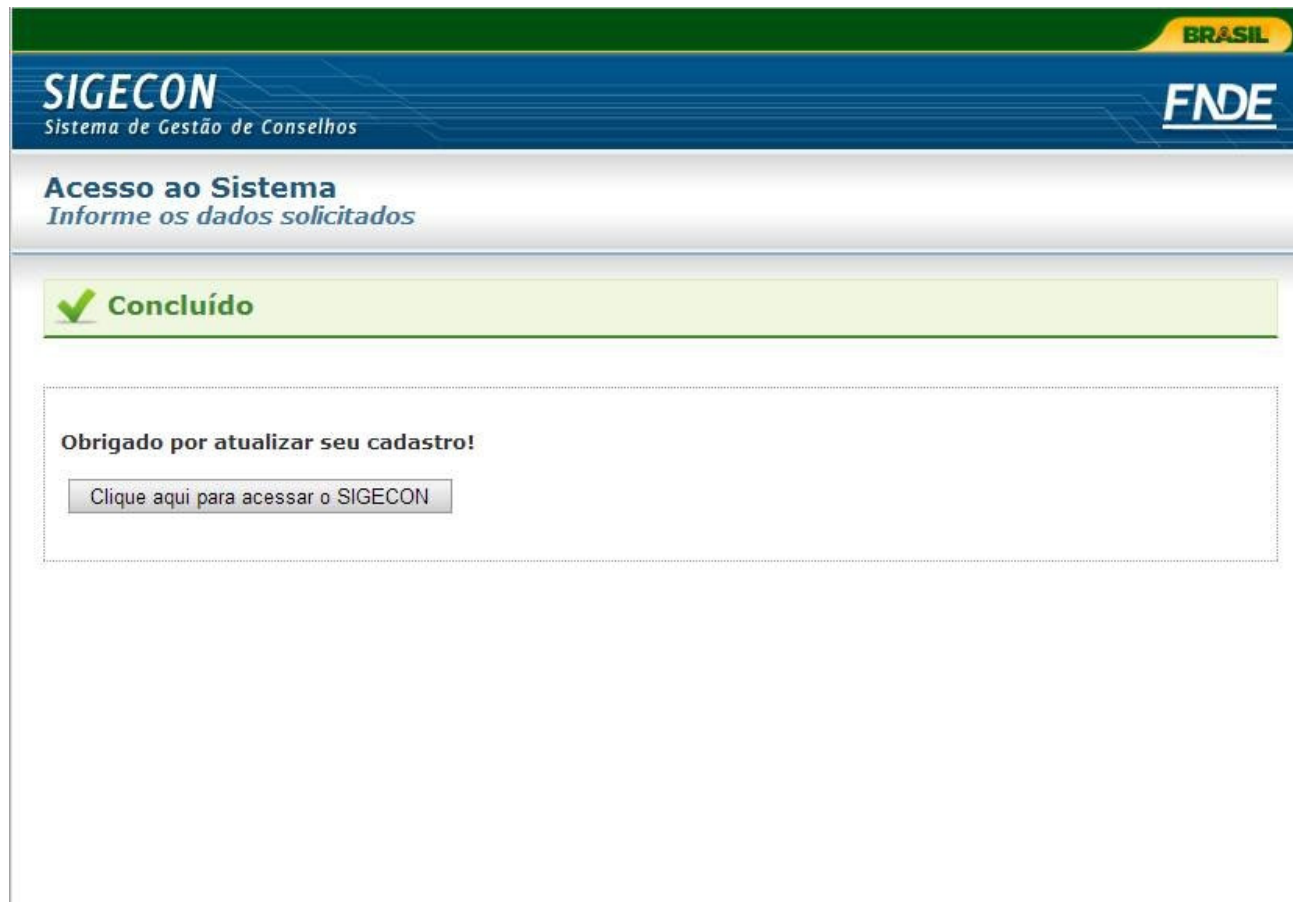 BRASIL
SIGECON
FNDE
Sistema de Gestão de Conselhos
Acesso ao Sistema
Informe os dados solicitados
Concluído
Obrigado por atualizar seu cadastro!
Clique aqui para acessar o SIGECON